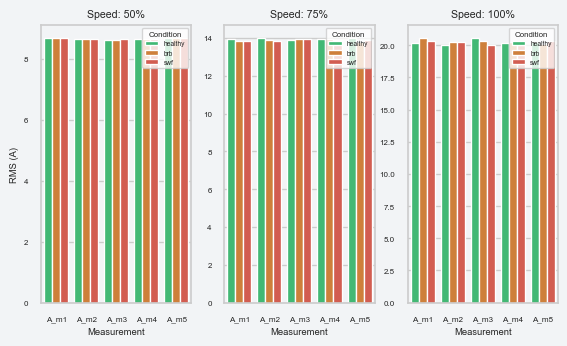 Speed: 50%
Speed: 75%
Speed: 100%
Condition
healthy
brb
swf
Condition
healthy
brb
swf
Condition
healthy
brb
swf
RMS (A)
8
6
4
2
0
14
12
10
8
6
4
2
0
20.0
17.5
15.0
12.5
10.0
7.5
5.0
2.5
0.0
A_m1 A_m2 A_m3 A_m4 A_m5
A_m1 A_m2 A_m3 A_m4 A_m5
A_m1 A_m2 A_m3 A_m4 A_m5
Measurement
Measurement
Measurement